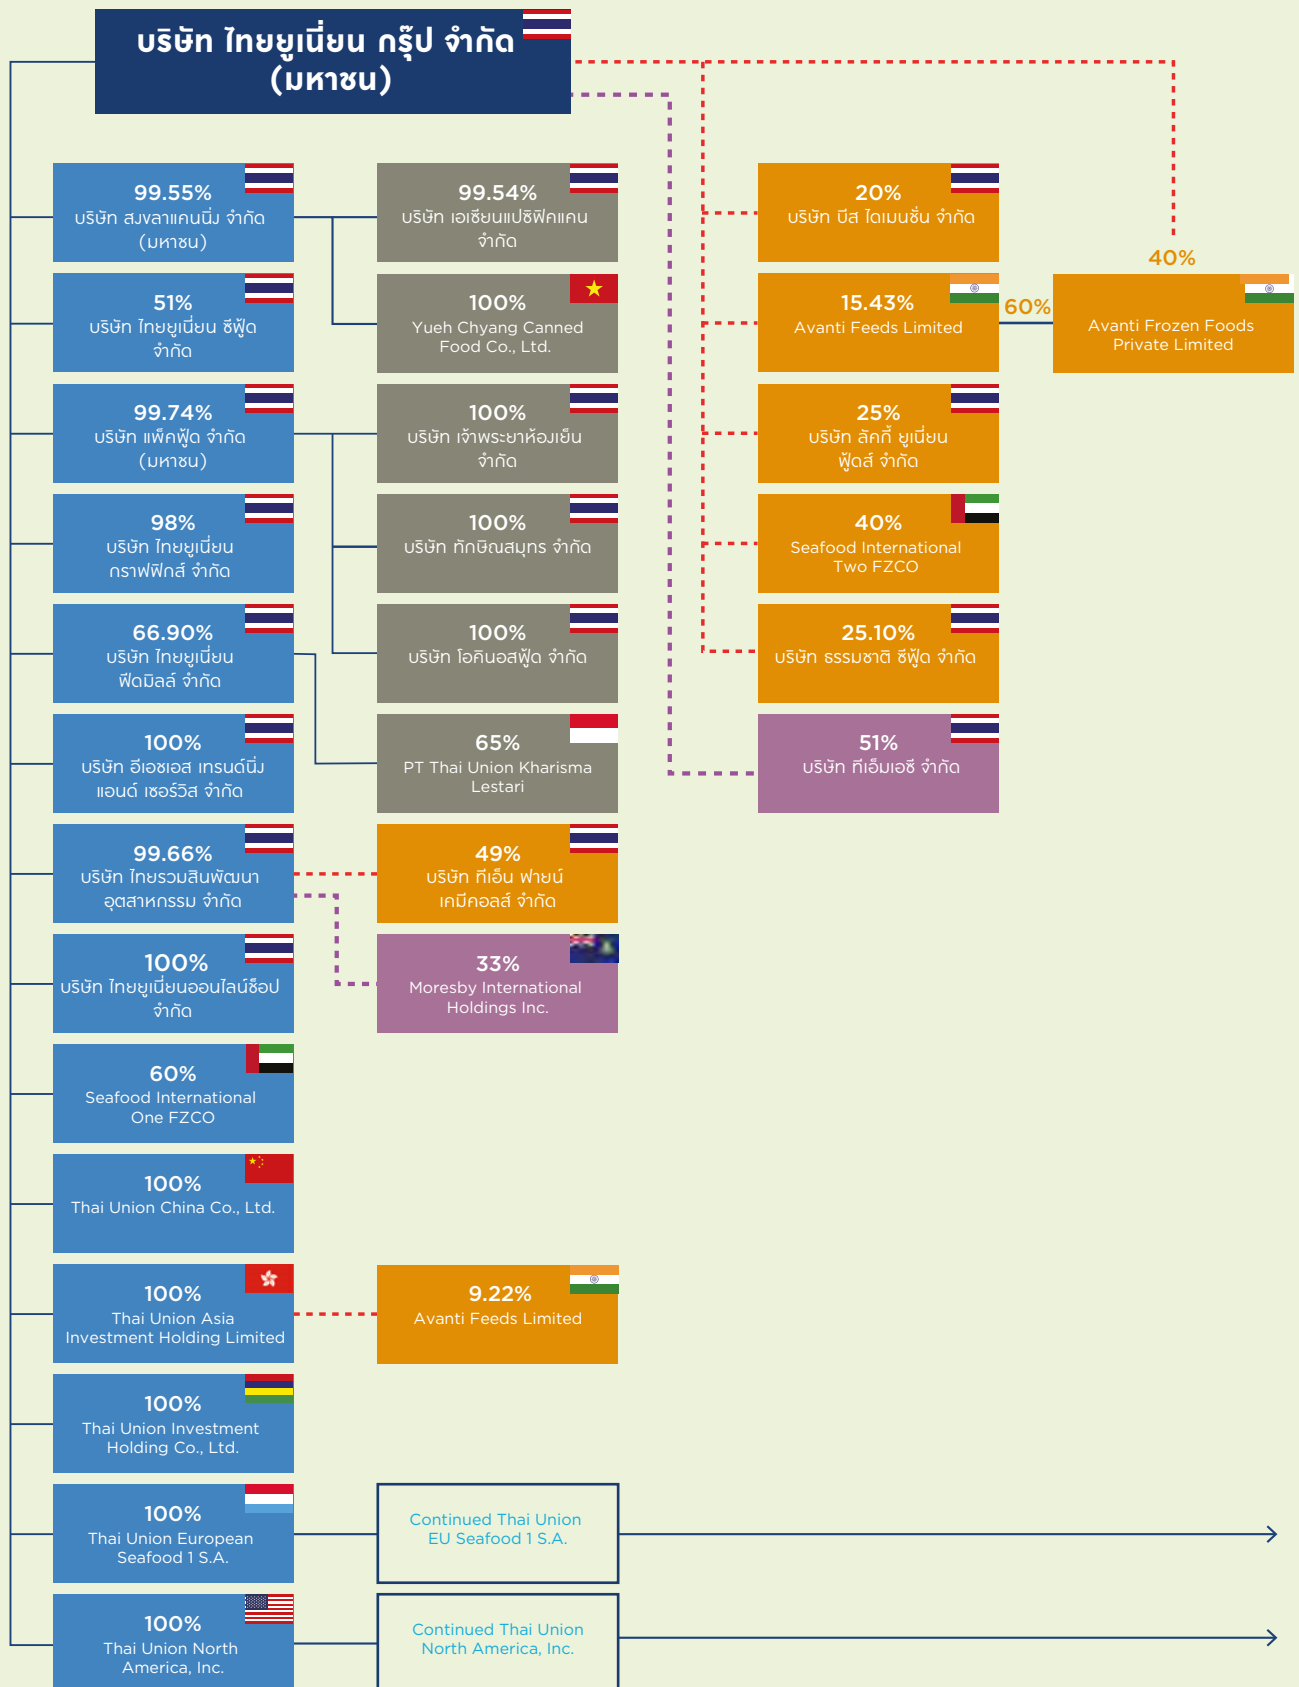 บริษัท ไทยยูเนี่ยน กรุ๊ป จำกัด
(มหาชน)
99.55%
บริษัท สงขลาแคนนิ่ง จำกัด
(มหาชน)
99.54%
บริษัท เอเชียนแปซิฟิคแคน
จำกัด
20%
บริษัท บีส ไดเมนชั่น จำกัด
51%
บริษัท ไทยยูเนี่ยน ซีฟู้ด
จำกัด
100%
Yueh Chyang Canned
Food Co., Ltd.
15.43%
Avanti Feeds Limited
60%
40%
Avanti Frozen Foods
Private Limited
99.74%
บริษัท แพ็คฟู้ด จำกัด
(มหาชน)
100%
บริษัท เจ้าพระยาห้องเย็น
จำกัด
25%
บริษัท ลัคกี้ ยูเนี่ยน
ฟู้ดส์ จำกัด
98%
บริษัท ไทยยูเนี่ยน
กราฟฟิกส์ จำกัด
100%
บริษัท ทักษิณสมุทร จำกัด
40%
Seafood International
Two FZCO
66.90%
บริษัท ไทยยูเนี่ยน
ฟีดมิลล์ จำกัด
100%
บริษัท โอคินอสฟู้ด จำกัด
25.10%
บริษัท ธรรมชาติ ซีฟู้ด จำกัด
100%
บริษัท อีเอชเอส เทรนด์นิ่ง
แอนด์ เซอร์วิส จำกัด
65%
PT Thai Union Kharisma
Lestari
51%
บริษัท ทีเอ็มเอซี จำกัด
99.66%
บริษัท ไทยรวมสินพัฒนา
อุตสาหกรรม จำกัด
49%
บริษัท ทีเอ็น ฟายน์
เคมีคอลส์ จำกัด
100%
บริษัท ไทยยูเนี่ยนออนไลน์ช็อป
จำกัด
33%
Moresby International
Holdings Inc.
60%
Seafood International
One FZCO
100%
Thai Union China Co., Ltd.
100%
Thai Union Asia
Investment Holding Limited
9.22%
Avanti Feeds Limited
100%
Thai Union Investment
Holding Co., Ltd.
100%
Thai Union European
Seafood 1 S.A.
Continued Thai Union
EU Seafood 1 S.A.
100%
Thai Union North
America, Inc.
Continued Thai Union
North America, Inc.